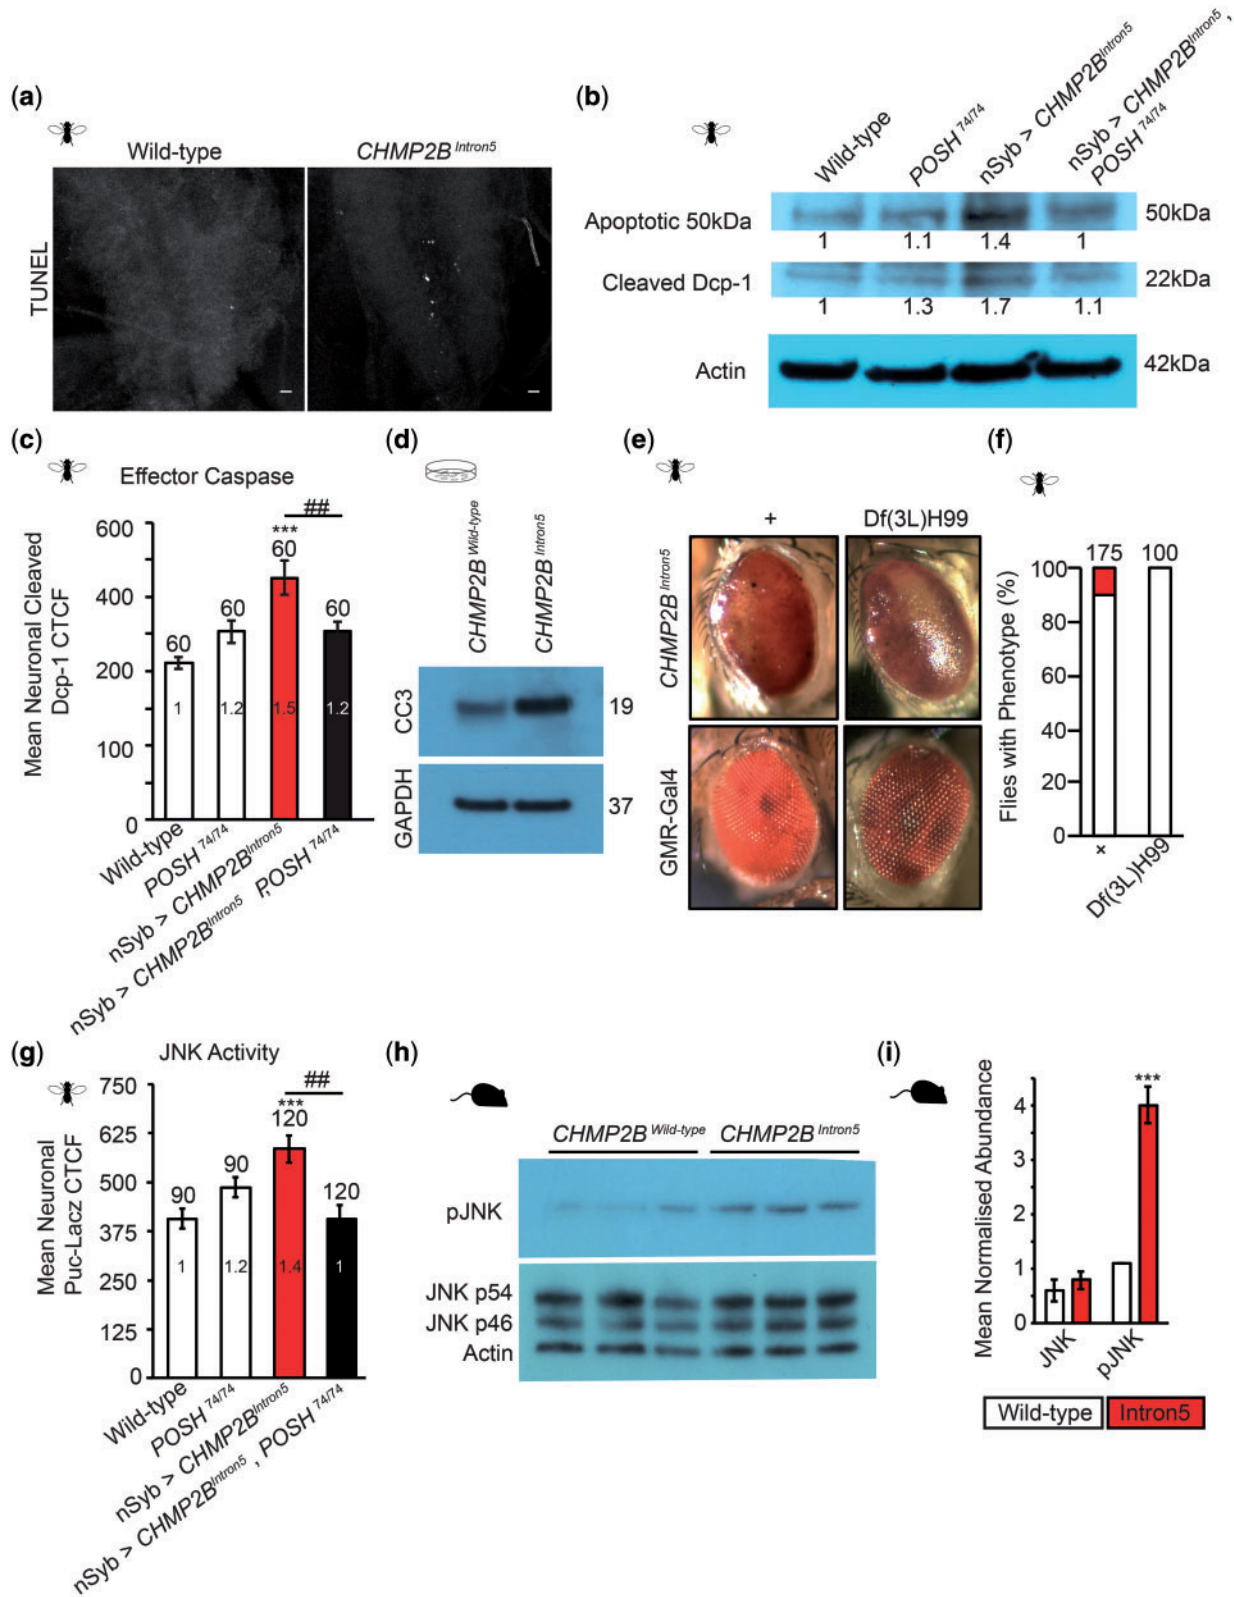 (a)
Wild-type
CHMP2B Intron5
TUNEL
(b)
Wild-type
POSH 74/74
nSyb > CHMP2B Intron5
nSyb > CHMP2B Intron5,
POSH 74/74
Apoptotic 50kDa
50kDa
1 1.1 1.4 1
Cleaved Dcp-1
22kDa
1 1.3 1.7 1.1
Actin
42kDa
(c)
Effector Caspase
Mean Neuronal Cleaved
Dcp-1 CTCF
600
400
200
100
0
##
***
60 60 60 60
1 1.2 1.5 1.2
Wild-type
POSH 74/74
nSyb > CHMP2B Intron5
nSyb > CHMP2B Intron5 P,POSH 74/74
(d)
CHMP2B Wild-type
CHMP2B Intron5
CC3
19
GAPDH
37
(e)
+
Df(3L)H99
CHMP2B Intron5
GMR-Gal4
(f)
Flies with Phenotype (%)
175 100
100
80
60
40
20
0
+
Df(3L)H99
(g)
JNK Activity
Mean Neuronal
Puc-Lacz CTCF
750
625
500
375
250
125
0
##
***
90 90 120 120
1 1.2 1.4 1
Wild-type
POSH 74/74
nSyb > CHMP2B Intron5
nSyb > CHMP2B Intron5, POSH 74/74
(h)
CHMP2B Wild-type
CHMP2B Intron5
pJNK
JNK p54
JNK p46
Actin
(i)
Mean Normalised Abundance
4
3
2
1
0
***
JNK
pJNK
Wild-type
Intron5